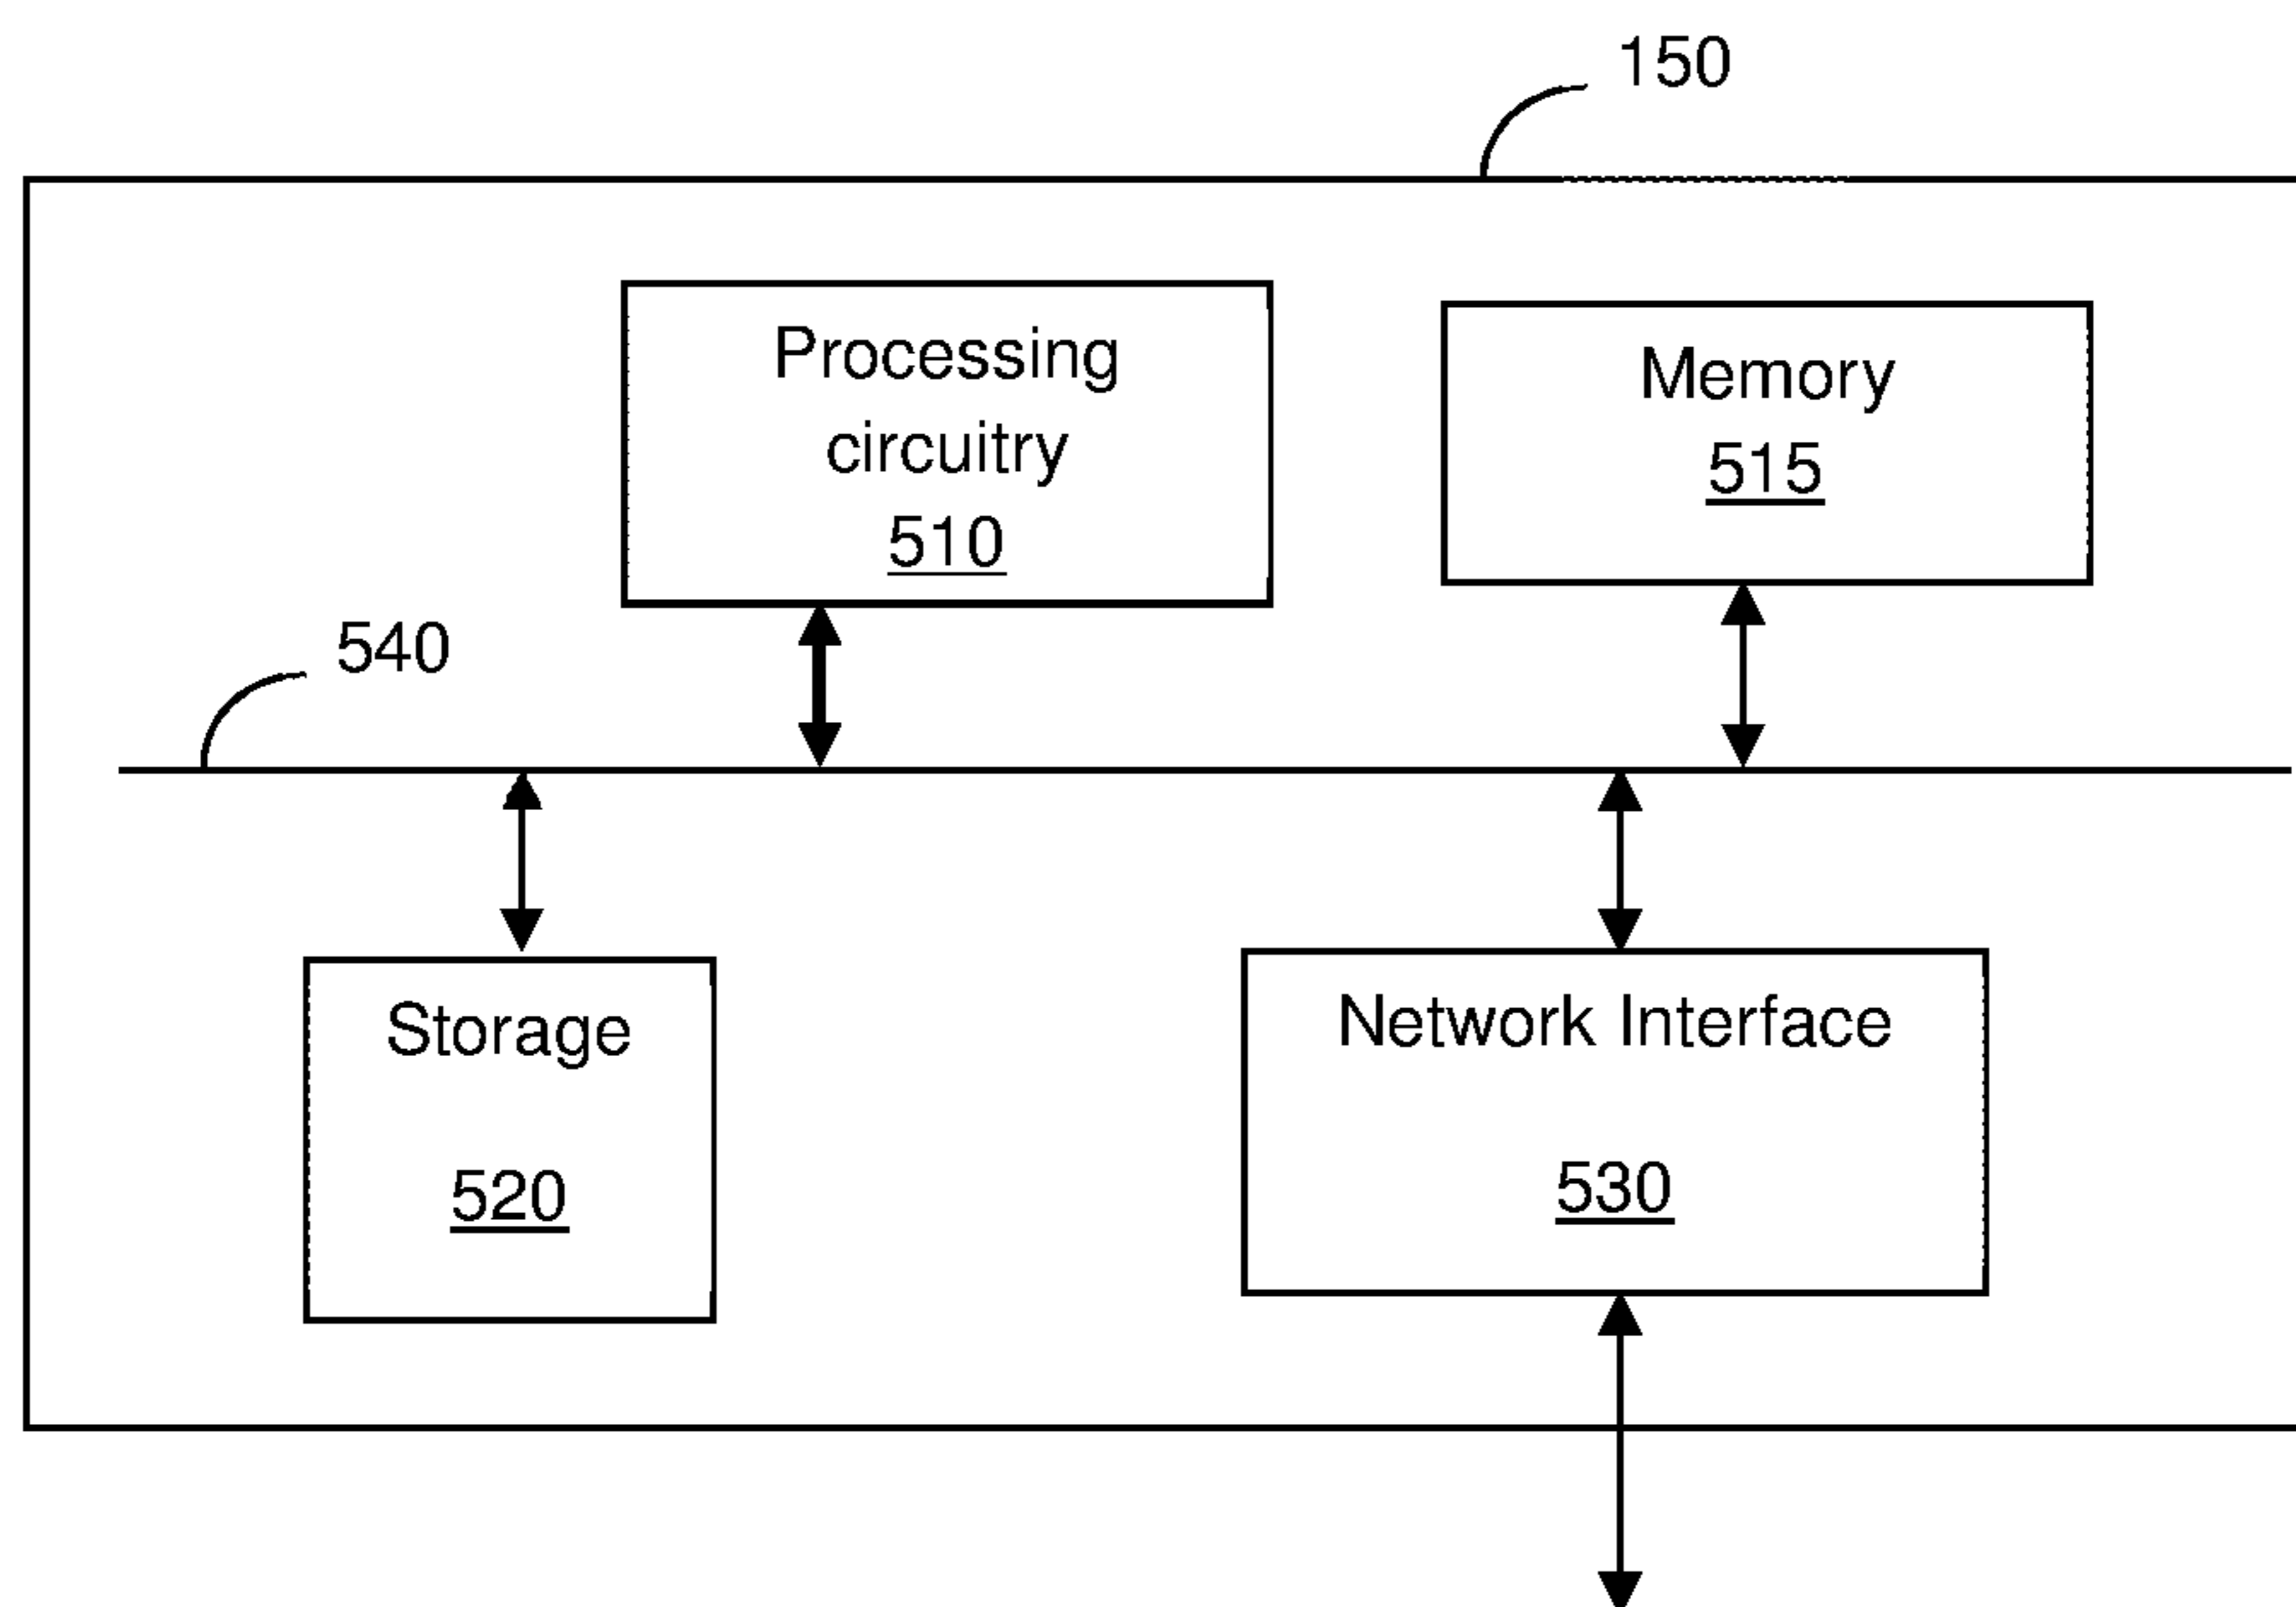 150
Processing
circuitry
510
Memory
515
540
Storage
520
Network Interface
530